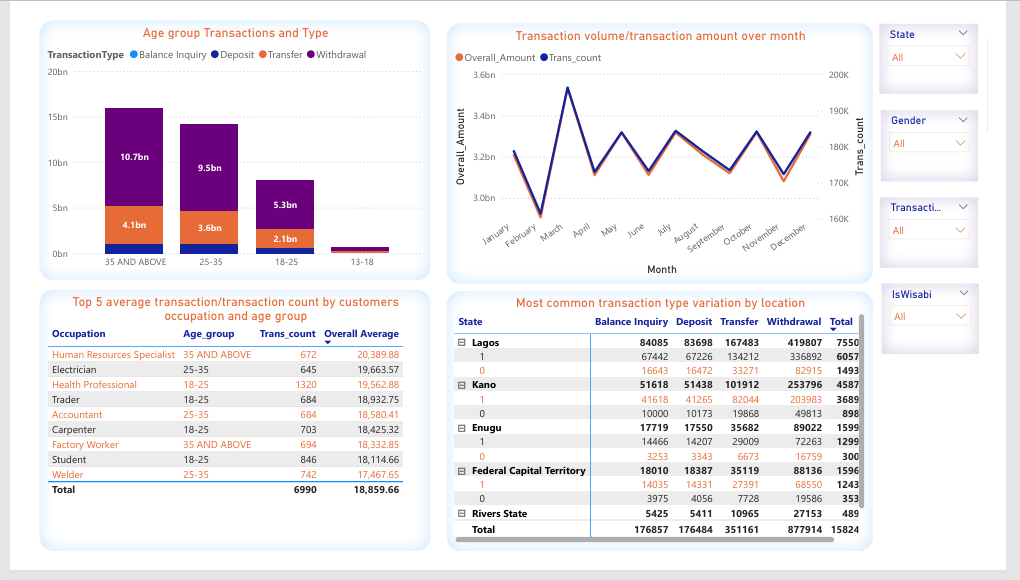 Age group Transactions and Type
TransactionType Balance Inquiry Deposit Transfer Withdrawal
20bn
15bn
10bn
5bn
0bn
10.7bn
9.5bn
5.3bn
4.1bn
3.6bn
2.1bn
35 AND ABOVE 25-35 18-25 13-18
Transaction volume/transaction amount over month
Overall_Amount Trans_count
3.6bn
3.4bn
3.2bn
3.0bn
Overall_Amount
200K
190K
180K
170K
160K
Trans_count
January February March April May June July August September October November December
Month
State
All
Gender
All
Transacti...
All
IsWisabi
All
Top 5 average transaction/transaction count by customers
occupation and age group
Occupation Age_group Trans_count Overall Average
Human Resources Specialist 35 AND ABOVE 672 20,389.88
Electrician 25-35 645 19,663.57
Health Professional 18-25 1320 19,562.88
Trader 18-25 684 18,932.75
Accountant 25-35 684 18,580.41
Carpenter 18-25 703 18,425.32
Factory Worker 35 AND ABOVE 694 18,332.85
Student 18-25 846 18,114.66
Welder 25-35 742 17,467.65
Total 6990 18,859.66
Most common transaction type variation by location
State Balance Inquiry Deposit Transfer Withdrawal Total
Lagos 84085 83698 167483 419807 7550
1 67442 67226 134212 336892 6057
0 16643 16472 33271 82915 1493
Kano 51618 51438 101912 253796 4587
1 41618 41265 82044 203983 3689
0 10000 10173 19868 49813 898
Enugu 17719 17550 35682 89022 1599
1 14466 14207 29009 72263 1299
0 3253 3343 6673 16759 300
Federal Capital Territory 18010 18387 35119 88136 1596
1 14035 14331 27391 68550 1243
0 3975 4056 7728 19586 353
Rivers State 5425 5411 10965 27153 489
Total 176857 176484 351161 877914 15824